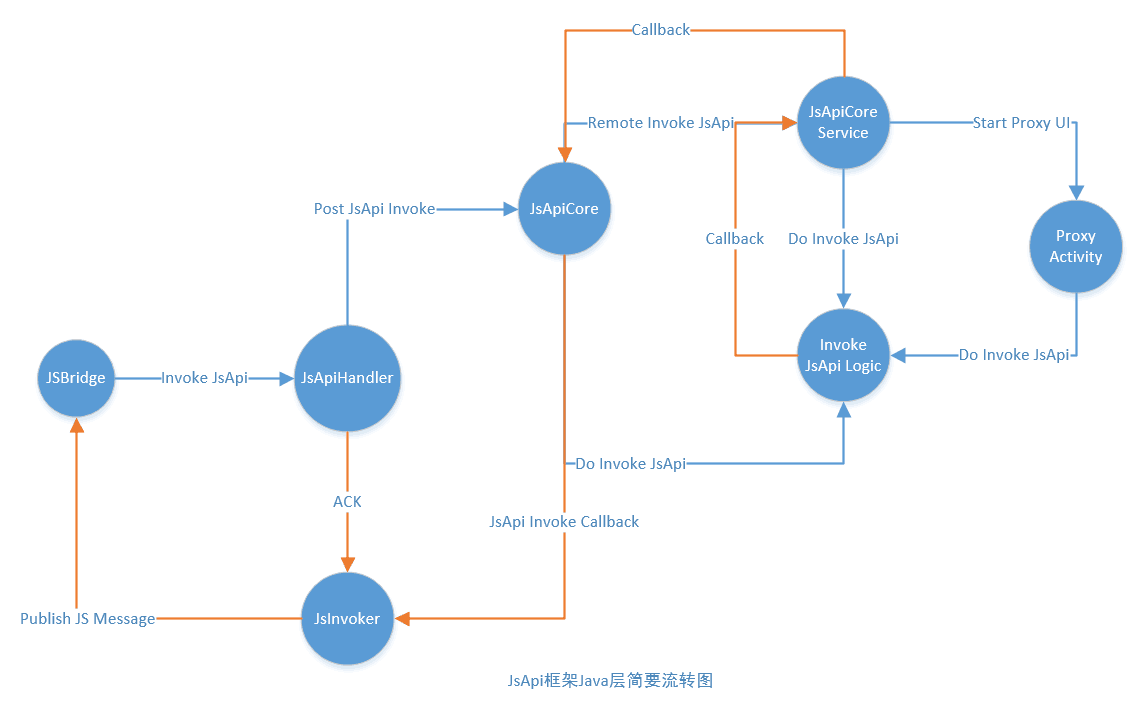 Callback
JsApiCore
Service
Remote Invoke JsApi
Start Proxy UI
Post JsApi Invoke
JsApiCore
Callback
Do Invoke JsApi
Proxy
Activity
JSBridge
Invoke JsApi
JsApiHandler
Invoke
JsApi Logic
Do Invoke JsApi
Do Invoke JsApi
ACK
JsApi Invoke Callback
Publish JS Message
JsInvoker
JsApi框架Java层简要流转图